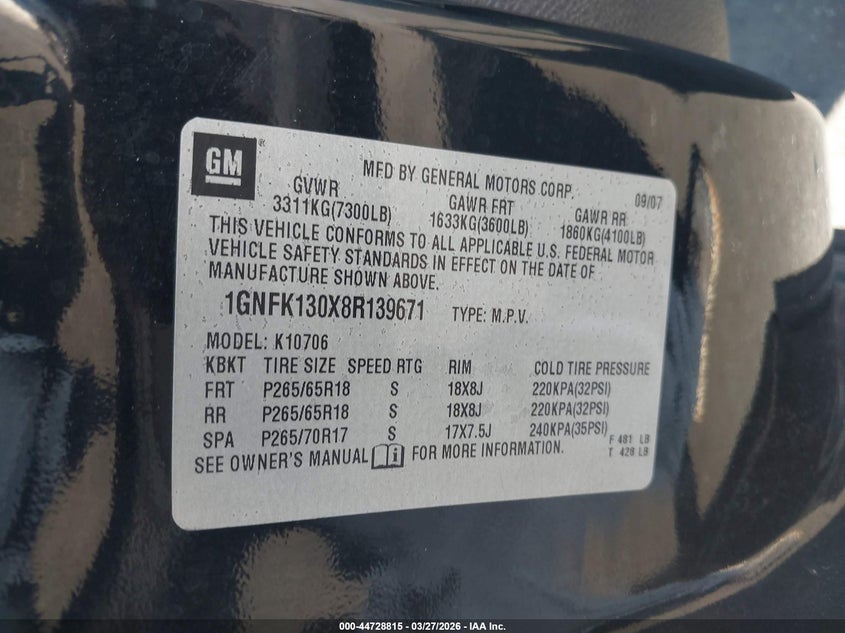 GM
MFD BY GENERAL MOTORS CORP. 09/07
GVWR GAWR FRT GAWR RR
3311KG(7300LB) 1633KG(3600LB) 1860KG(4100LB)
THIS VEHICLE CONFORMS TO ALL APPLICABLE U.S. FEDERAL MOTOR
VEHICLE SAFETY STANDARDS IN EFFECT ON THE DATE OF
MANUFACTURE SHOWN ABOVE.
1GNFK130X8R139671 TYPE: M.P.V.
MODEL: K10706
KBKT TIRE SIZE SPEED RTG RIM COLD TIRE PRESSURE
FRT P265/65R18 S 18X8J 220KPA(32PSI)
RR P265/65R18 S 18X8J 220KPA(32PSI)
SPA P265/70R17 S 17X7.5J 240KPA(35PSI)
F 481 LB
SEE OWNER'S MANUAL FOR MORE INFORMATION. T 428 LB
000-44728815 - 03/27/2026 - IAA Inc.